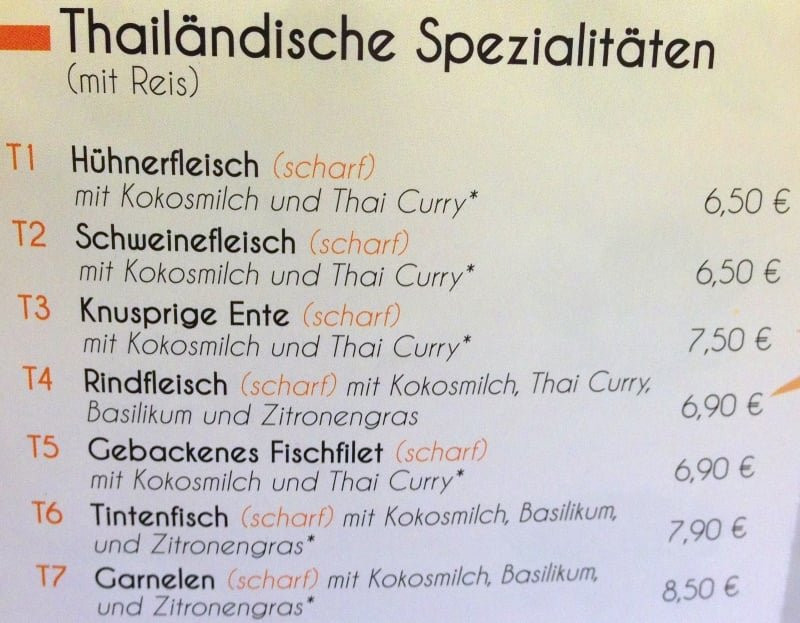 Thailändische Spezialitäten
(mit Reis)
T1 Hühnerfleisch (scharf)
mit Kokosmilch und Thai Curry* 6,50 €
T2 Schweinefleisch (scharf)
mit Kokosmilch und Thai Curry* 6,50 €
T3 Knusprige Ente (scharf)
mit Kokosmilch und Thai Curry* 7,50 €
T4 Rindfleisch (scharf) mit Kokosmilch, Thai Curry,
Basilikum und Zitronengras 6,90 €
T5 Gebackenes Fischfilet (scharf)
mit Kokosmilch und Thai Curry* 6,90 €
T6 Tintenfisch (scharf) mit Kokosmilch, Basilikum,
und Zitronengras* 7,90 €
T7 Garnelen (scharf) mit Kokosmilch, Basilikum,
und Zitronengras* 8,50 €